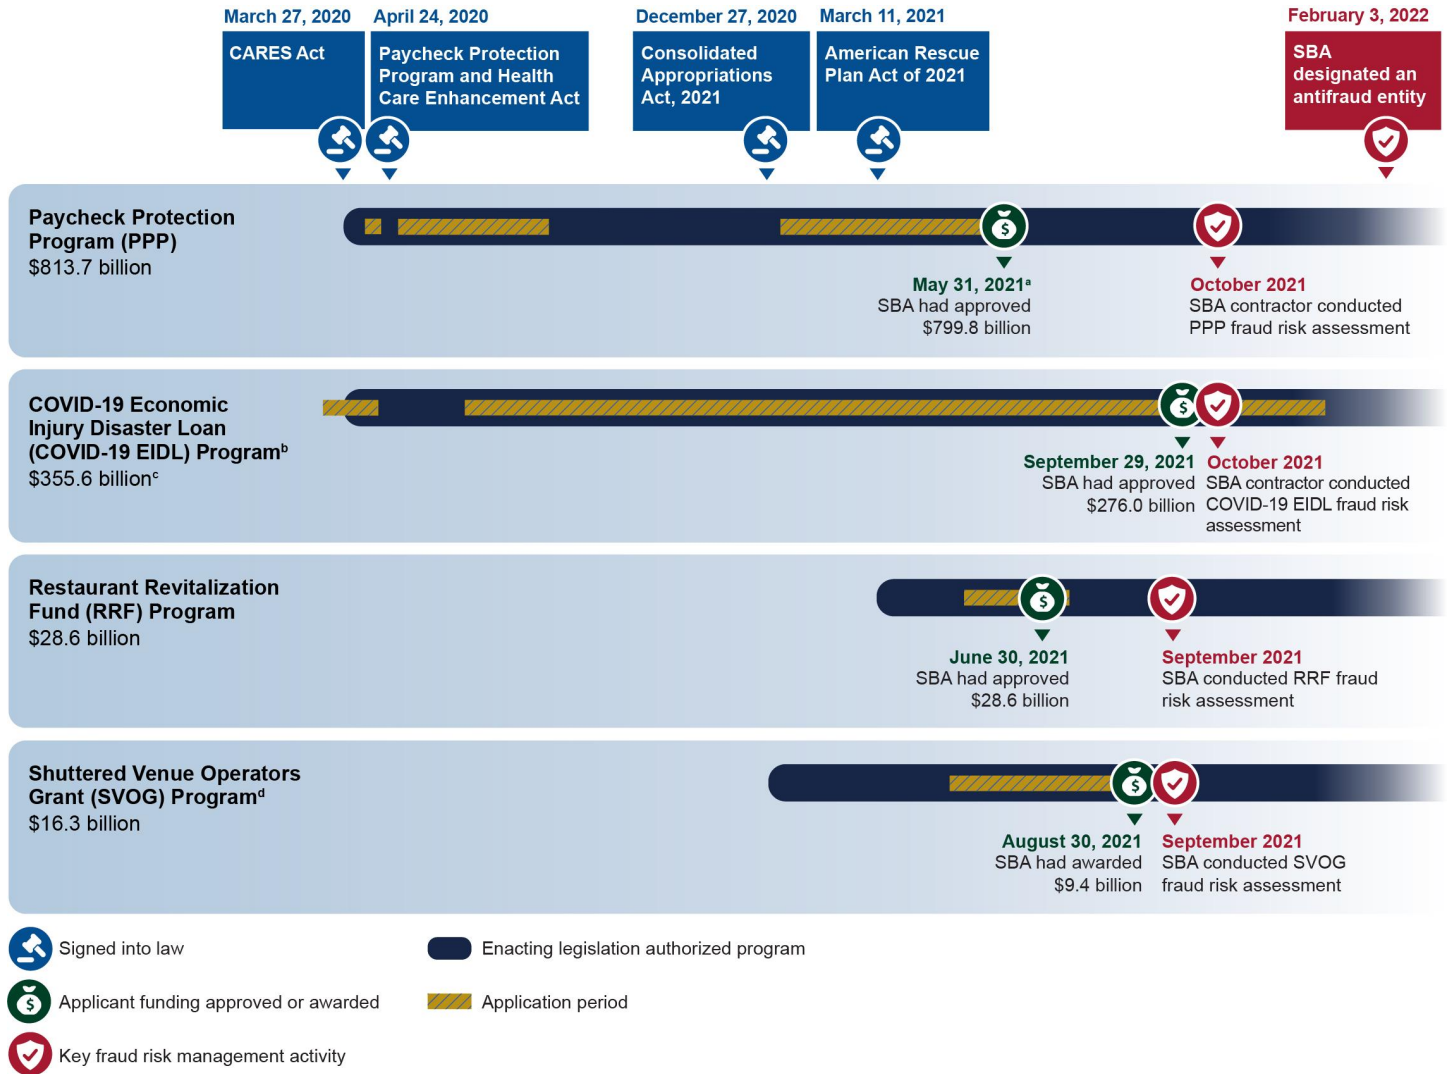 March 27, 2020
April 24, 2020
December 27, 2020
March 11, 2021
February 3, 2022
CARES Act
Paycheck Protection
Program and Health
Care Enhancement Act
Consolidated
Appropriations
Act, 2021
American Rescue
Plan Act of 2021
SBA
designated an
antifraud entity
Paycheck Protection
Program (PPP)
$813.7 billion
$
May 31, 2021ᵃ
SBA had approved
$799.8 billion
October 2021
SBA contractor conducted
PPP fraud risk assessment
COVID-19 Economic
Injury Disaster Loan
(COVID-19 EIDL) Programᵇ
$355.6 billionᶜ
$
September 29, 2021
SBA had approved
$276.0 billion
October 2021
SBA contractor conducted
COVID-19 EIDL fraud risk
assessment
Restaurant Revitalization
Fund (RRF) Program
$28.6 billion
$
June 30, 2021
SBA had approved
$28.6 billion
September 2021
SBA conducted RRF fraud
risk assessment
Shuttered Venue Operators
Grant (SVOG) Programᵈ
$16.3 billion
$
August 30, 2021
SBA had awarded
$9.4 billion
September 2021
SBA conducted SVOG
fraud risk assessment
Signed into law
Enacting legislation authorized program
$
Applicant funding approved or awarded
Application period
Key fraud risk management activity